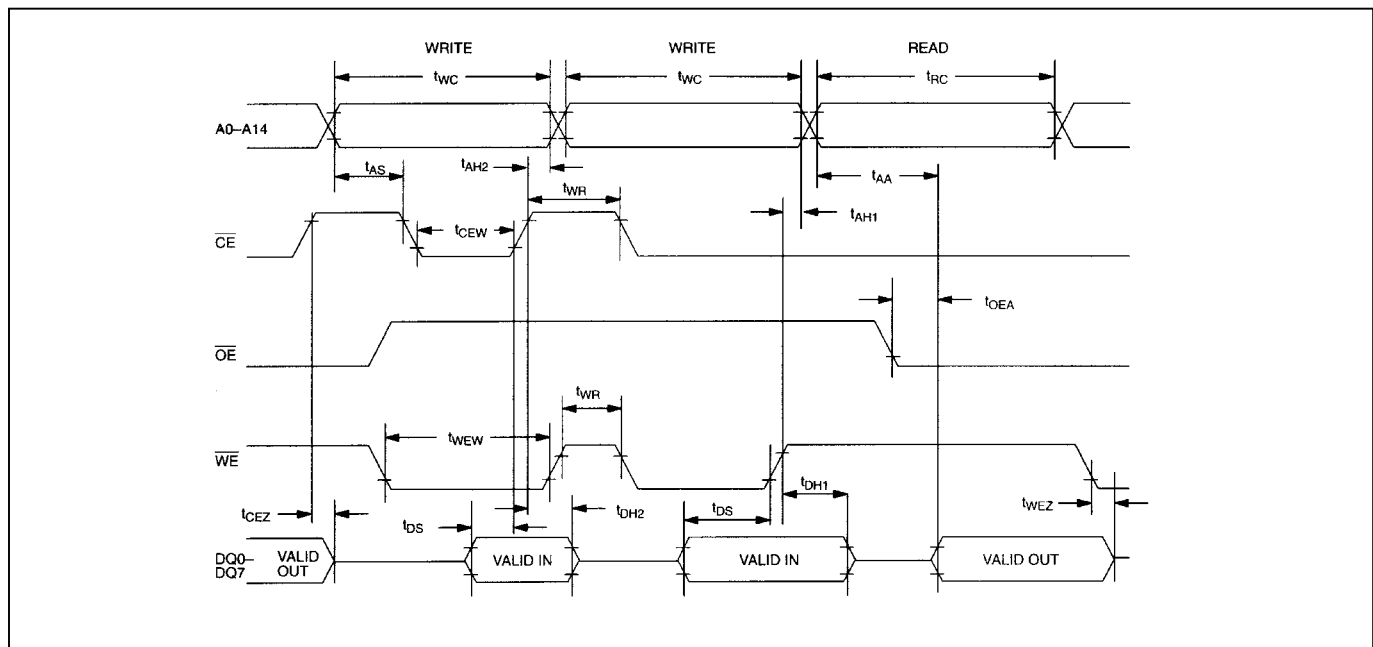 WRITE WRITE READ
tWC tWC tRC
A0–A14
tAS tAH2 tWR tAA
tAH1
CE
tCEW
tOEA
OE
tWR
tWEW
WE
tDH1
tWEZ
tCEZ
tDS tDH2 tDS
DQ0–
DQ7
VALID
OUT
VALID IN VALID IN VALID OUT